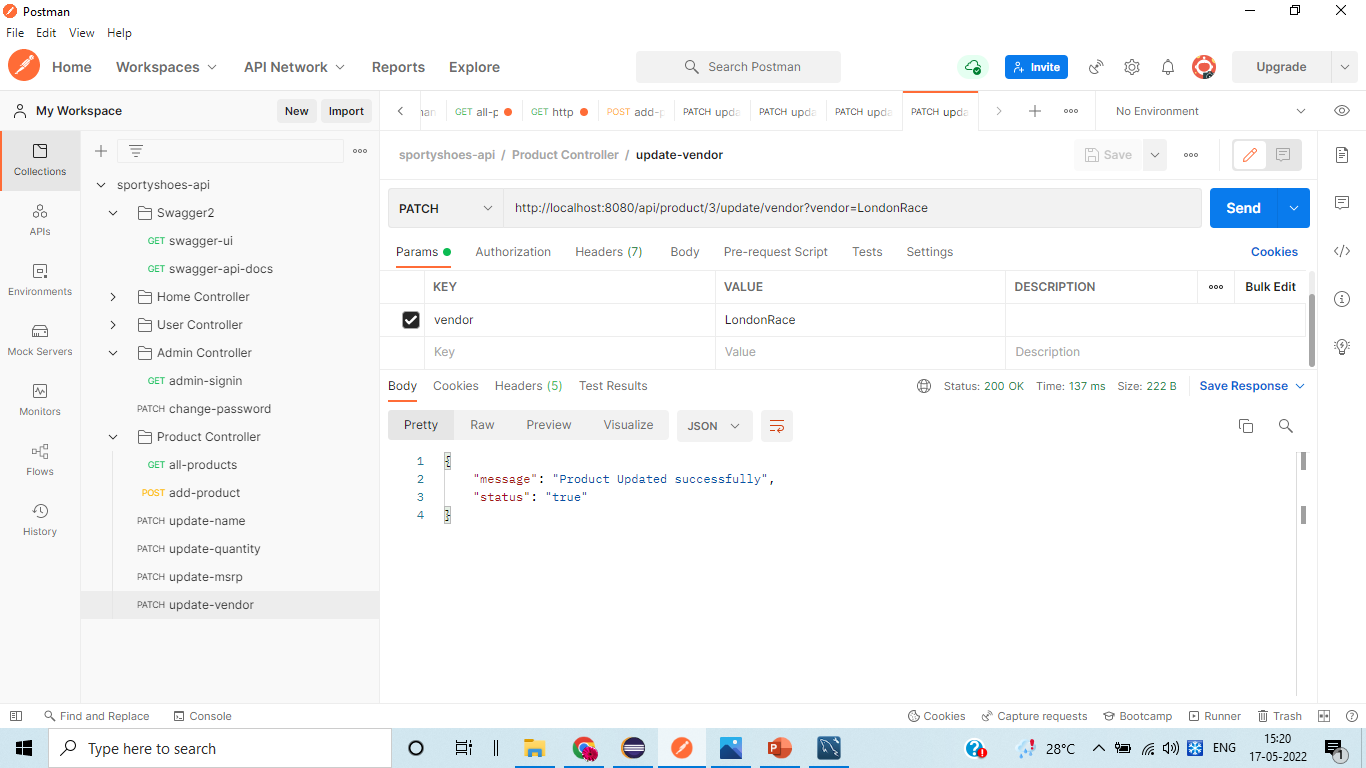 Postman
File Edit View Help
Home Workspaces API Network Reports Explore Search Postman Invite Upgrade
My Workspace New Import
GET all-p GET http POST add-p PATCH upda PATCH upda PATCH upda PATCH upda No Environment
sportyshoes-api / Product Controller / update-vendor Save
PATCH http://localhost:8080/api/product/3/update/vendor?vendor=LondonRace Send
Params Authorization Headers (7) Body Pre-request Script Tests Settings Cookies
KEY VALUE DESCRIPTION Bulk Edit
vendor LondonRace
Key Value Description
Body Cookies Headers (5) Test Results Status: 200 OK Time: 137 ms Size: 222 B Save Response
Pretty Raw Preview Visualize JSON
1 {
2 "message": "Product Updated successfully",
3 "status": "true"
4 }
Collections
APIs
Environments
Mock Servers
Monitors
Flows
History
sportyshoes-api
Swagger2
GET swagger-ui
GET swagger-api-docs
Home Controller
User Controller
Admin Controller
GET admin-signin
PATCH change-password
Product Controller
GET all-products
POST add-product
PATCH update-name
PATCH update-quantity
PATCH update-msrp
PATCH update-vendor
Find and Replace Console Cookies Capture requests Bootcamp Runner Trash
Type here to search 28°C ENG 15:20
17-05-2022
1